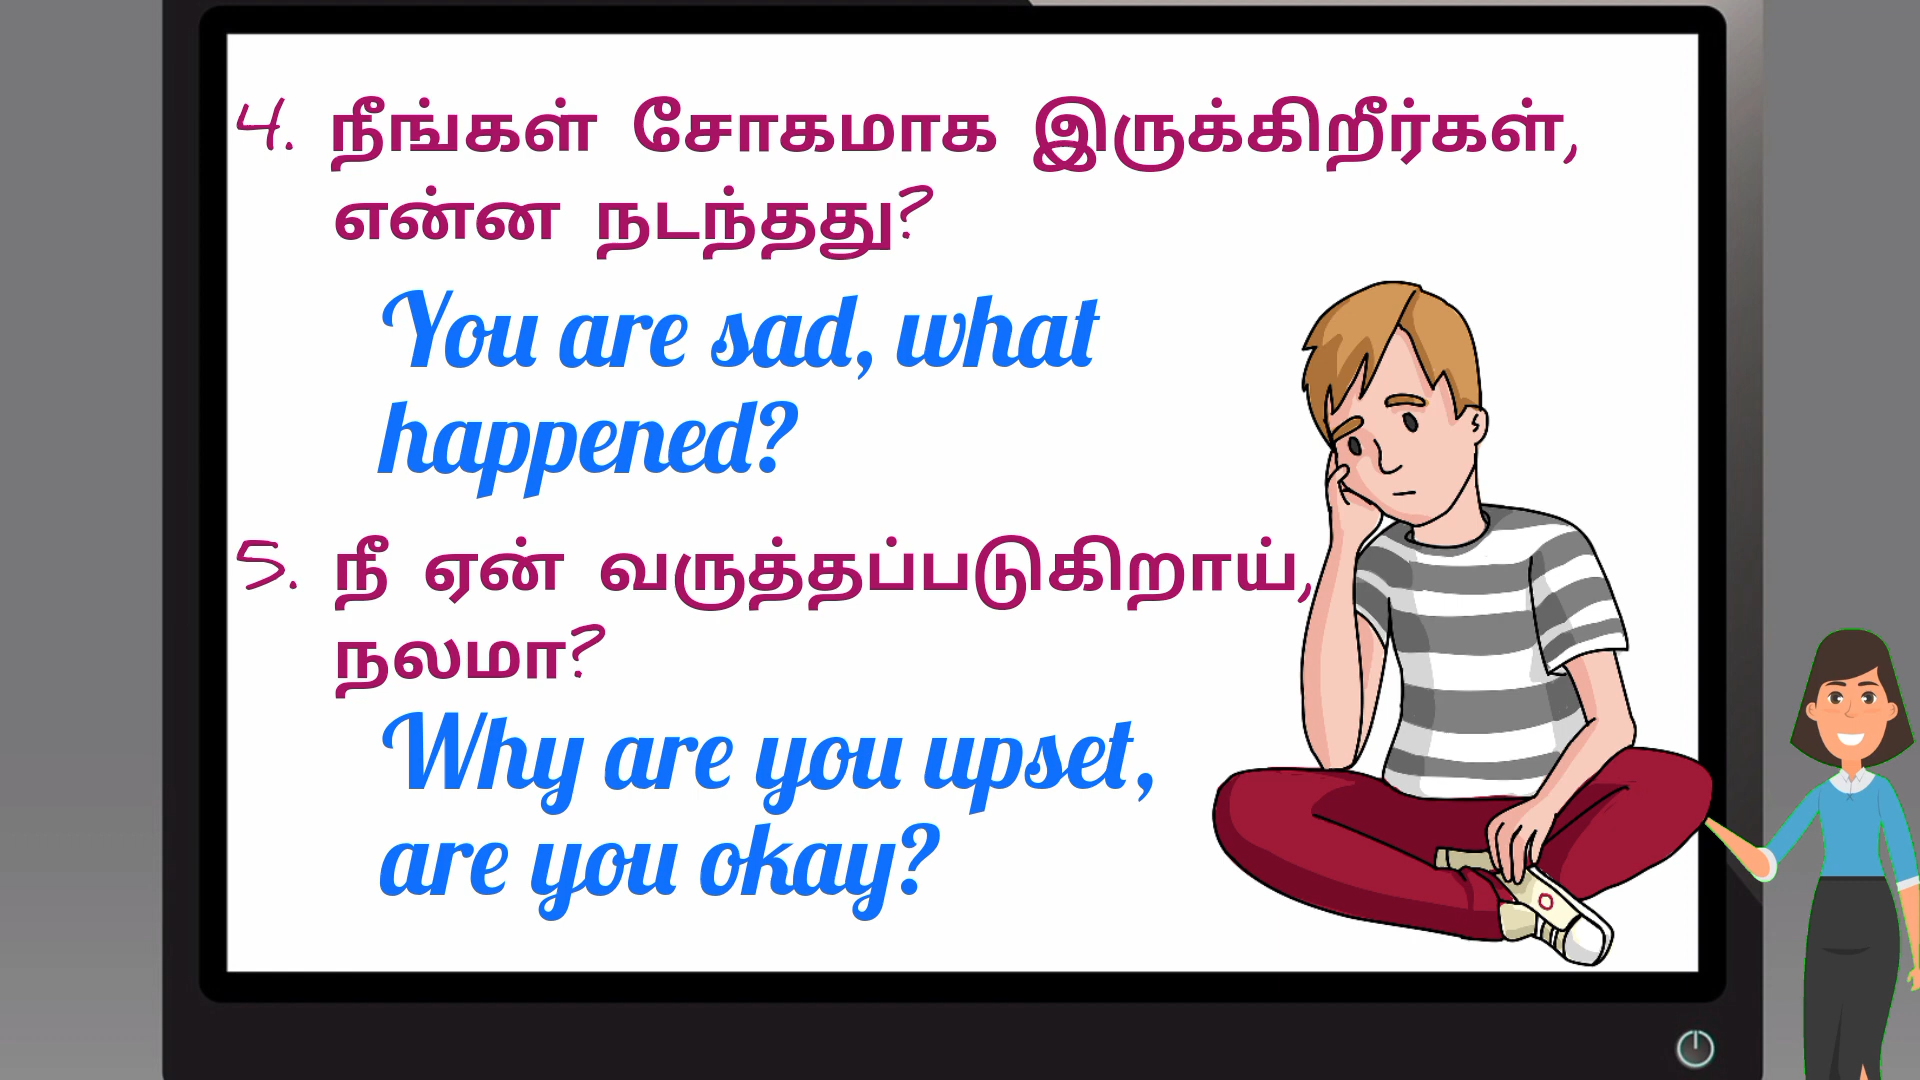 4. நீங்கள் சோகமாக இருக்கிறீர்கள்,
என்ன நடந்தது?
You are sad, what
happened?
5. நீ ஏன் வருத்தப்படுகிறாய்,
நலமா?
Why are you upset,
are you okay?